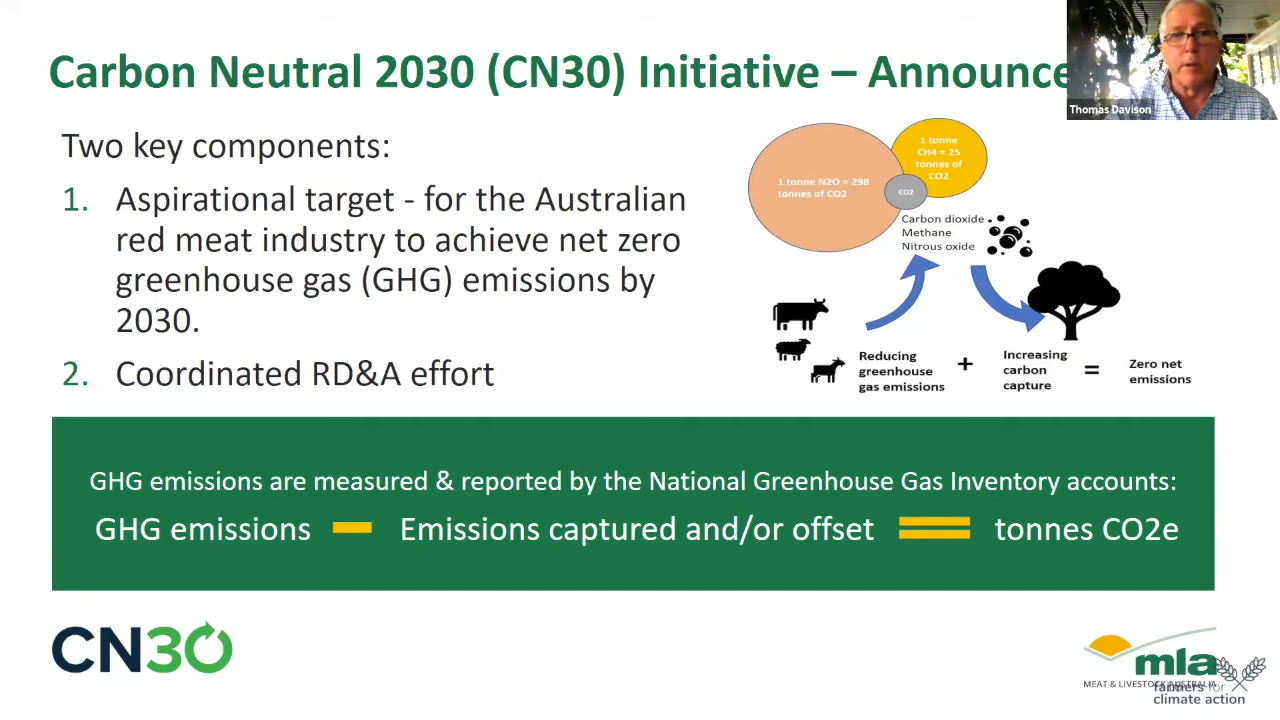 Carbon Neutral 2030 (CN30) Initiative – Announce
Thomas Davison
Two key components:
1. Aspirational target - for the Australian
red meat industry to achieve net zero
greenhouse gas (GHG) emissions by
2030.
2. Coordinated RD&A effort
1 tonne N2O = 298
tonnes of CO2
1 tonne
CH4 = 25
tonnes of
CO2
CO2
Carbon dioxide
Methane
Nitrous oxide
Reducing
greenhouse
gas emissions
+
Increasing
carbon
capture
=
Zero net
emissions
GHG emissions are measured & reported by the National Greenhouse Gas Inventory accounts:
GHG emissions - Emissions captured and/or offset = tonnes CO2e
CN30
mla
MEAT & LIVESTOCK AUSTRALIA
farmers for
climate action